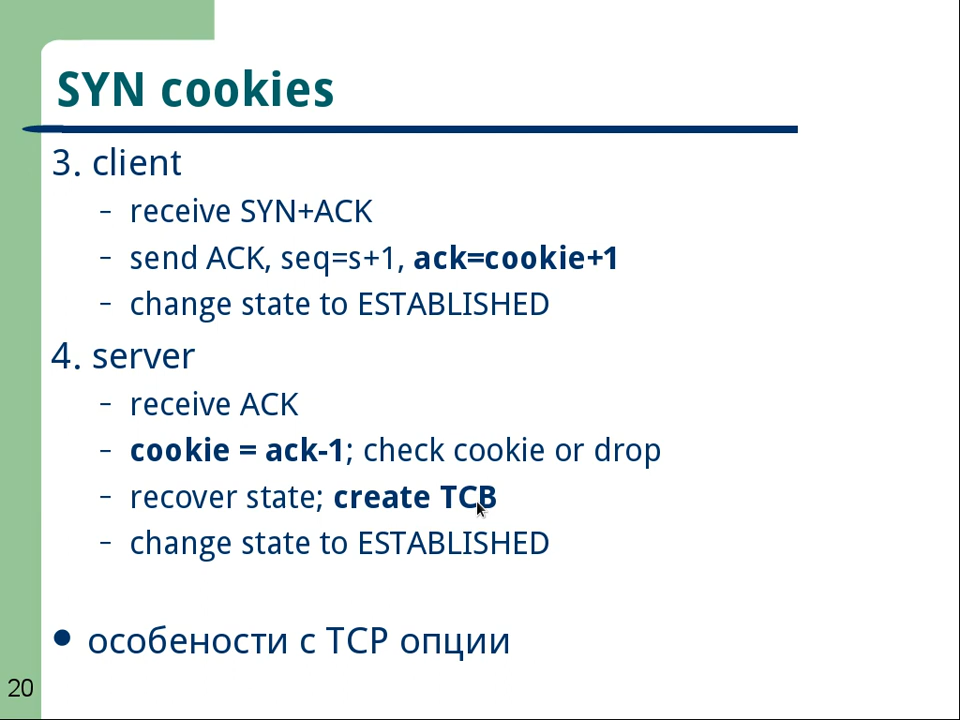 SYN cookies
3. client
– receive SYN+ACK
– send ACK, seq=s+1, ack=cookie+1
– change state to ESTABLISHED
4. server
– receive ACK
– cookie = ack-1; check cookie or drop
– recover state; create TCB
– change state to ESTABLISHED
● особености с TCP опции
20